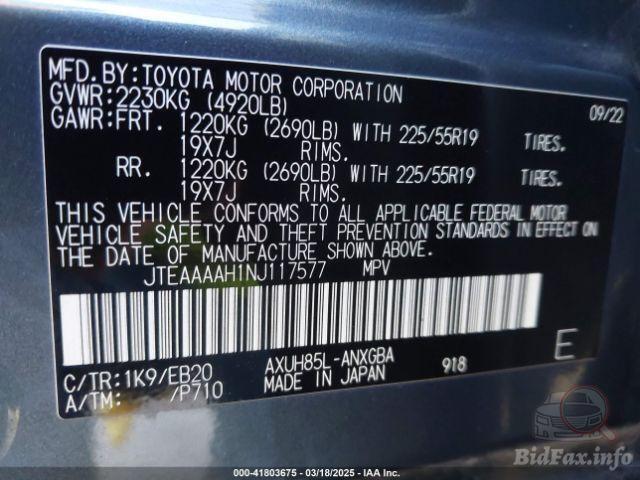 MFD.BY:TOYOTA MOTOR CORPORATION 09/22
GVWR:2230KG (4920LB)
GAWR:FRT. 1220KG (2690LB) WITH 225/55R19 TIRES.
19X7J RIMS.
RR. 1220KG (2690LB) WITH 225/55R19 TIRES.
19X7J RIMS.
THIS VEHICLE CONFORMS TO ALL APPLICABLE FEDERAL MOTOR
VEHICLE SAFETY AND THEFT PREVENTION STANDARDS IN EFFECT ON
THE DATE OF MANUFACTURE SHOWN ABOVE.
JTEAAAAH1NJ117577 MPV
C/TR:1K9/EB20 AXUH85L-ANXGBA 918 E
A/TM: /P710 MADE IN JAPAN
BidFax.info
000-41803675 - 03/18/2025 - IAA Inc.